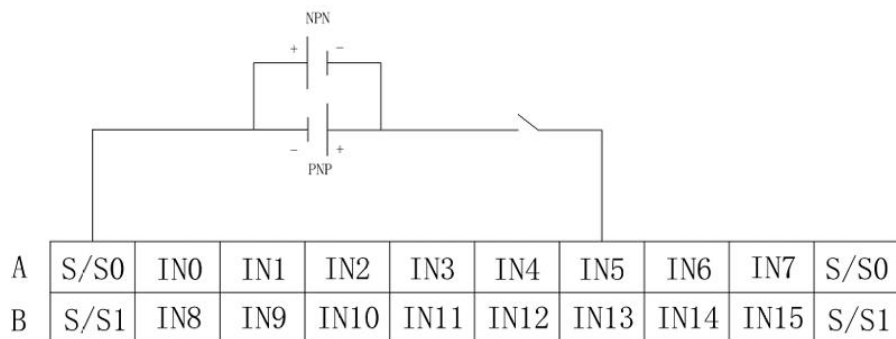 NPN
+ -
- +
PNP
A S/S0 IN0 IN1 IN2 IN3 IN4 IN5 IN6 IN7 S/S0
B S/S1 IN8 IN9 IN10 IN11 IN12 IN13 IN14 IN15 S/S1